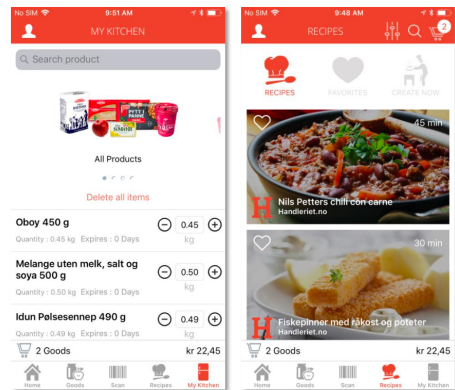 No SIM 9:51 AM
MY KITCHEN
Search product
PYTT I
PANNE
All Products
Delete all items
Oboy 450 g
Quantity : 0.45 kg Expires : 0 Days
0.45
kg
Melange uten melk, salt og
soya 500 g
Quantity : 0.50 kg Expires : 0 Days
0.50
kg
Idun Pølsesennep 490 g
Quantity : 0.49 kg Expires : 0 Days
0.49
kg
2 Goods kr 22,45
Home Goods Scan Recipes My Kitchen
No SIM 9:48 AM
RECIPES
2
RECIPES FAVORITES CREATE NOW
45 min
Nils Petters chili con carne
Handleriet.no
30 min
Fiskepinner med råkost og poteter
Handleriet.no
2 Goods kr 22,45
Home Goods Scan Recipes My Kitchen